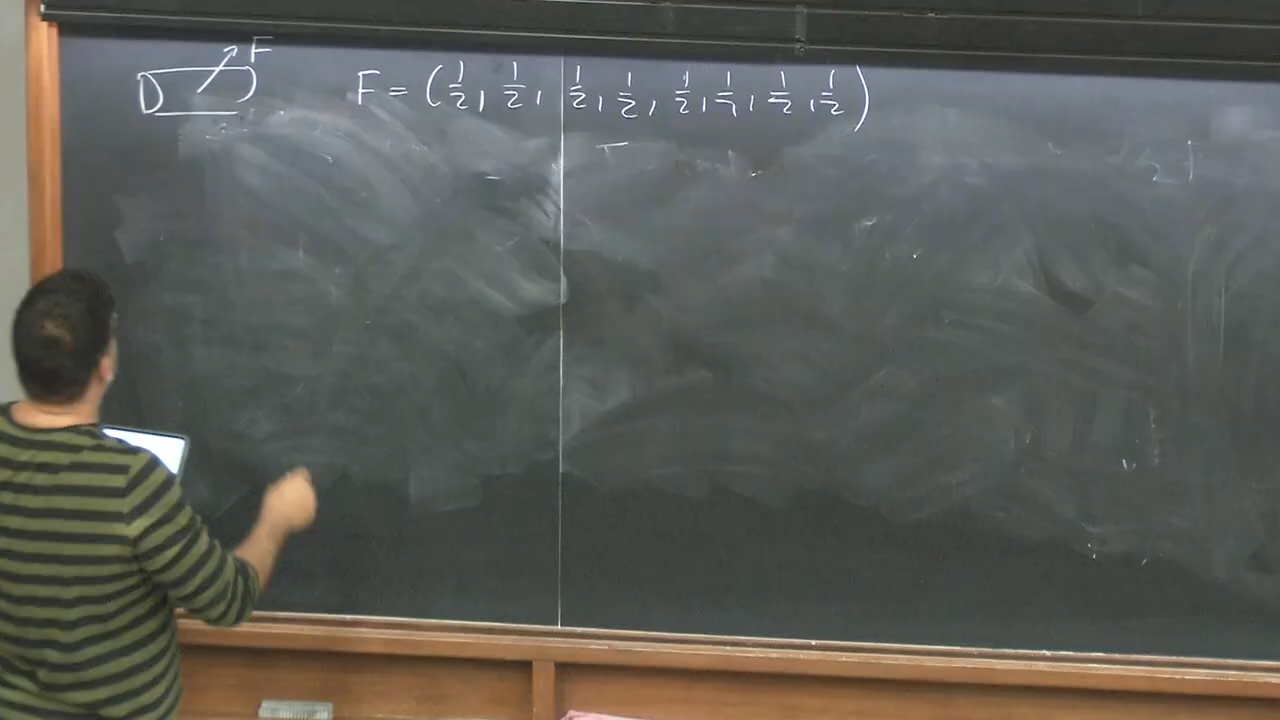 D F F = (1/2, 1/2, 1/2, 1/2, 1/2, 1/2, 1/2, 1/2)